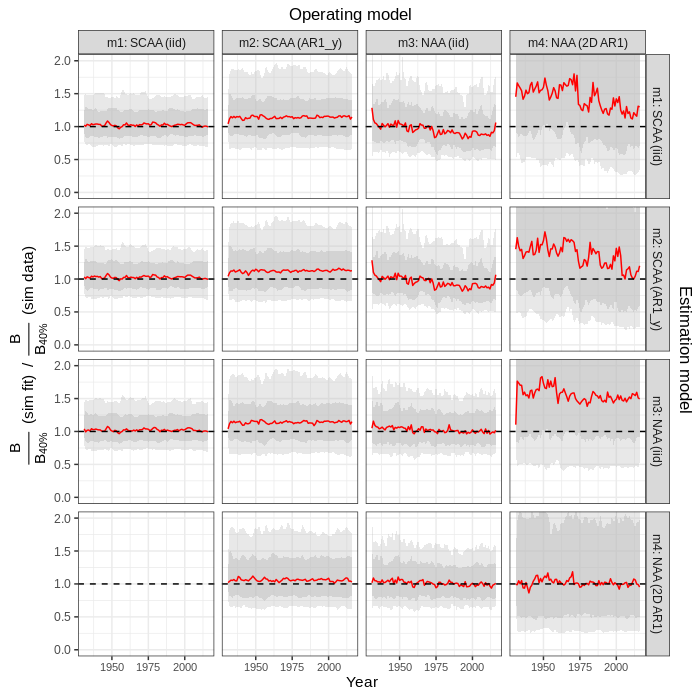 Operating model
m1: SCAA (iid) m2: SCAA (AR1_y) m3: NAA (iid) m4: NAA (2D AR1)
2.0
1.5
1.0
0.5
0.0
m1: SCAA (iid)
2.0
1.5
1.0
0.5
0.0
m2: SCAA (AR1_y)
2.0
1.5
1.0
0.5
0.0
m3: NAA (iid)
2.0
1.5
1.0
0.5
0.0
m4: NAA (2D AR1)
B
B40%
(sim fit) /
B
B40%
(sim data)
Estimation model
1950 1975 2000 1950 1975 2000 1950 1975 2000 1950 1975 2000
Year